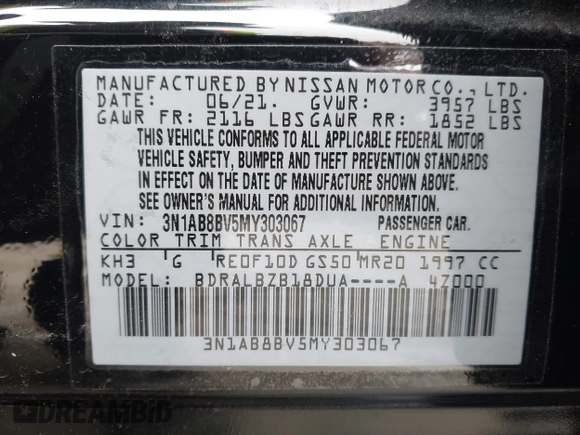 MANUFACTURED BY NISSAN MOTOR CO., LTD.
DATE: 06/21. GVWR: 3957 LBS
GAWR FR: 2116 LBS GAWR RR: 1852 LBS
THIS VEHICLE CONFORMS TO ALL APPLICABLE FEDERAL MOTOR
VEHICLE SAFETY, BUMPER AND THEFT PREVENTION STANDARDS
IN EFFECT ON THE DATE OF MANUFACTURE SHOWN ABOVE.
SEE OWNER'S MANUAL FOR ADDITIONAL INFORMATION.
VIN: 3N1AB8BV5MY303067 PASSENGER CAR.
COLOR TRIM TRANS AXLE ENGINE
KH3 G RE0F10D GS50 MR20 1997 CC
MODEL: BDRALBZB18DUA----A 4Z000
3N1AB8BV5MY303067
DREAMBID